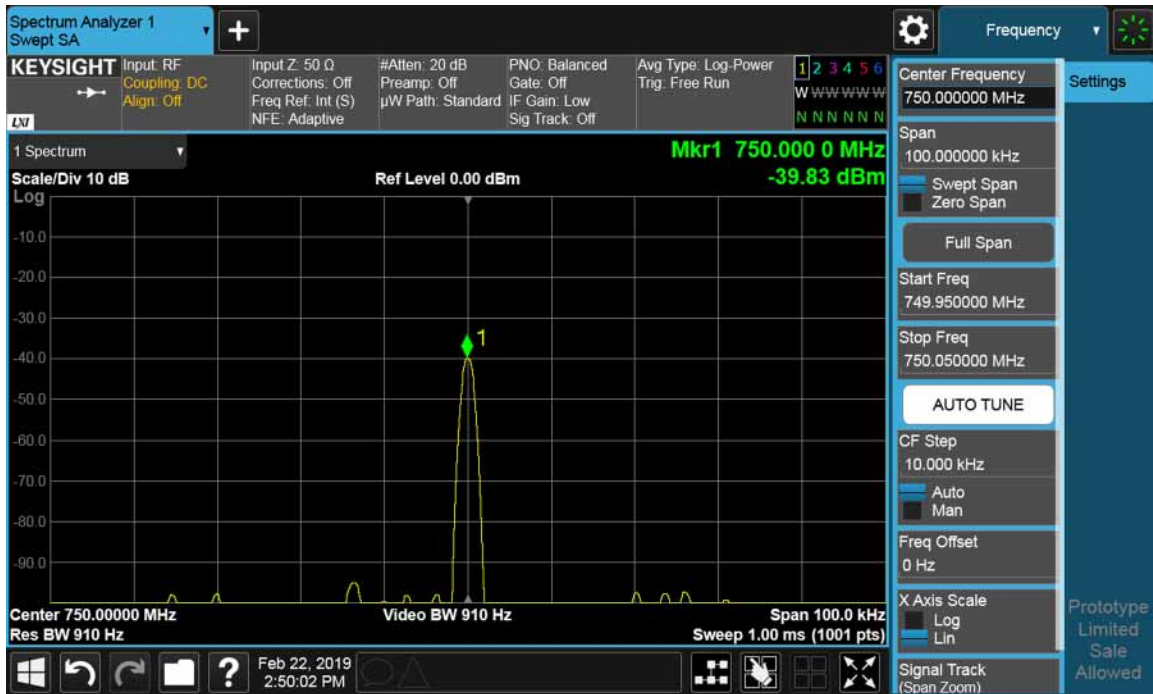 Spectrum Analyzer 1
Swept SA
Frequency
KEYSIGHT
LXI
Input: RF
Coupling: DC
Align: Off
Input Z: 50 Ω
Corrections: Off
Freq Ref: Int (S)
NFE: Adaptive
#Atten: 20 dB
Preamp: Off
µW Path: Standard
PNO: Balanced
Gate: Off
IF Gain: Low
Sig Track: Off
Avg Type: Log-Power
Trig: Free Run
1 2 3 4 5 6
W W W W W W
N N N N N N
1 Spectrum
Mkr1 750.000 0 MHz
-39.83 dBm
Scale/Div 10 dB
Ref Level 0.00 dBm
Log
-10.0
-20.0
-30.0
1
-40.0
-50.0
-60.0
-70.0
-80.0
-90.0
Center 750.00000 MHz
Video BW 910 Hz
Span 100.0 kHz
Res BW 910 Hz
Sweep 1.00 ms (1001 pts)
?
Feb 22, 2019
2:50:02 PM
Center Frequency
750.000000 MHz
Span
100.000000 kHz
Swept Span
Zero Span
Full Span
Start Freq
749.950000 MHz
Stop Freq
750.050000 MHz
AUTO TUNE
CF Step
10.000 kHz
Auto
Man
Freq Offset
0 Hz
X Axis Scale
Log
Lin
Signal Track
(Span Zoom)
Settings
Prototype
Limited
Sale
Allowed